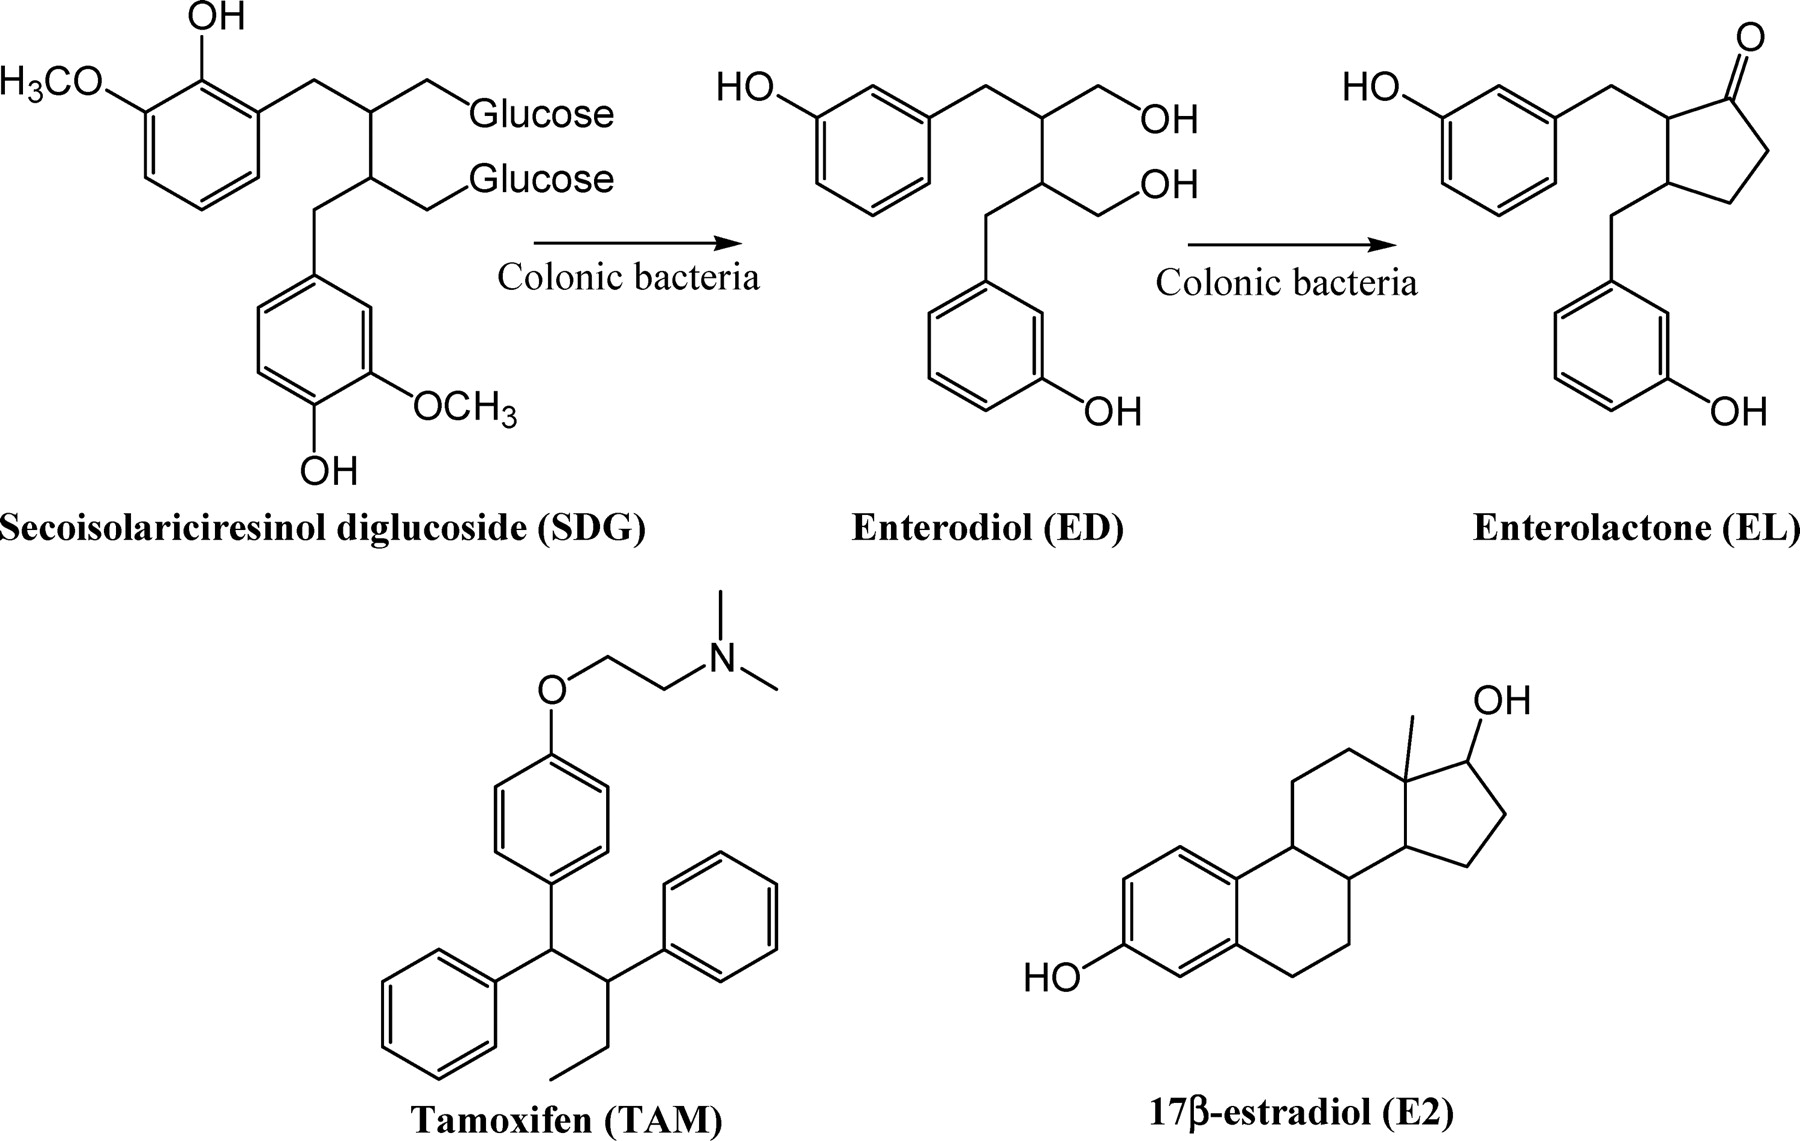 OH
H3CO
Glucose
Glucose
OCH3
OH
Secoisolariciresinol diglucoside (SDG)
Colonic bacteria
HO
OH
OH
OH
Enterodiol (ED)
Colonic bacteria
O
HO
OH
Enterolactone (EL)
N
O
Tamoxifen (TAM)
OH
HO
17β-estradiol (E2)